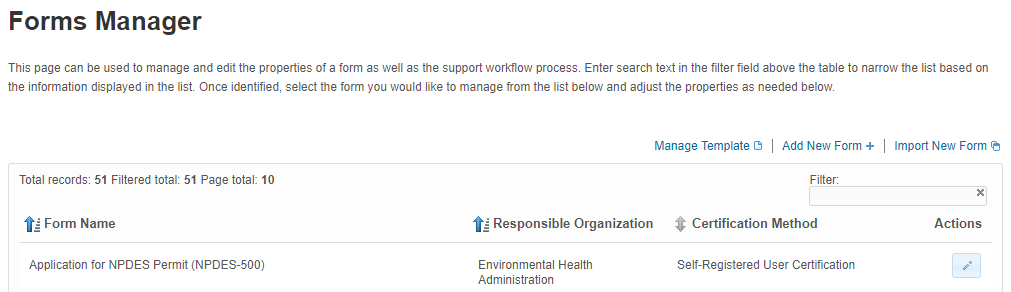 Forms Manager
This page can be used to manage and edit the properties of a form as well as the support workflow process. Enter search text in the filter field above the table to narrow the list based on
the information displayed in the list. Once identified, select the form you would like to manage from the list below and adjust the properties as needed below.
Manage Template | Add New Form + | Import New Form
Total records: 51 Filtered total: 51 Page total: 10
Filter:
Form Name Responsible Organization Certification Method Actions
Application for NPDES Permit (NPDES-500) Environmental Health Self-Registered User Certification
Administration